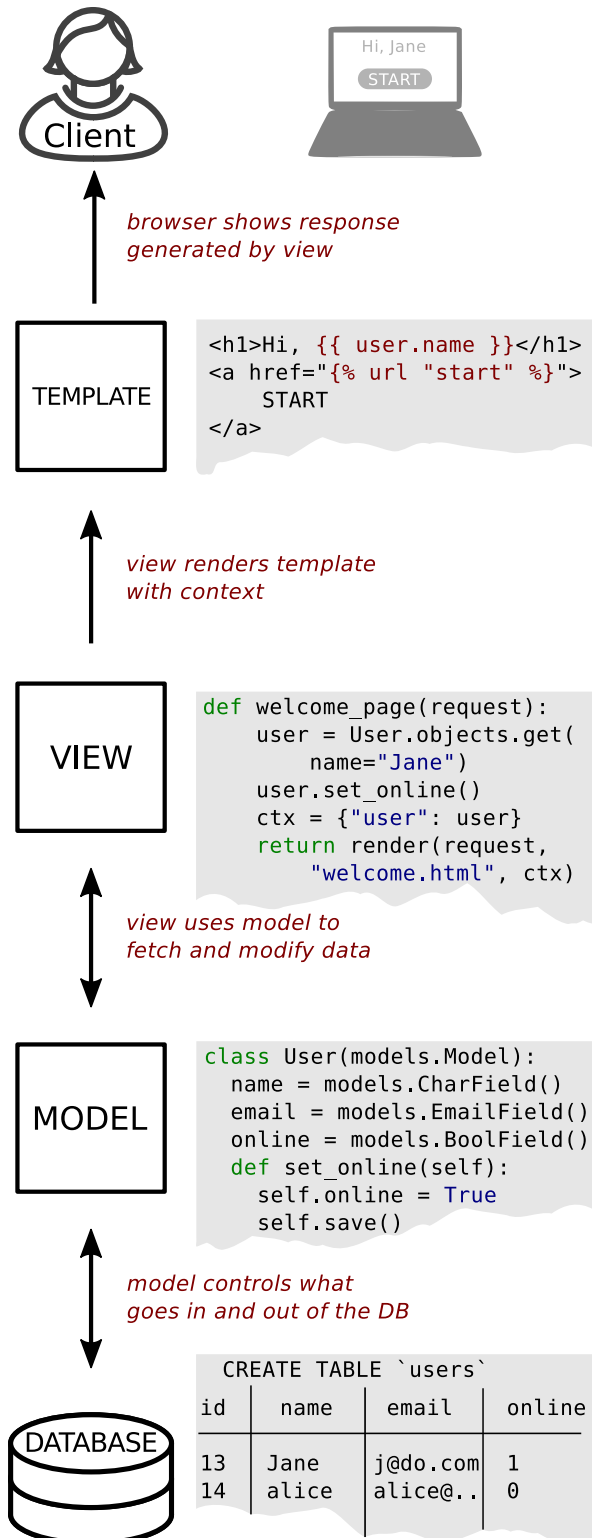 Client
Hi, Jane
START
browser shows response
generated by view
TEMPLATE
<h1>Hi, {{ user.name }}</h1>
<a href="{% url "start" %}">
    START
</a>
view renders template
with context
VIEW
def welcome_page(request):
    user = User.objects.get(
        name="Jane")
    user.set_online()
    ctx = {"user": user}
    return render(request,
        "welcome.html", ctx)
view uses model to
fetch and modify data
MODEL
class User(models.Model):
  name = models.CharField()
  email = models.EmailField()
  online = models.BoolField()
  def set_online(self):
    self.online = True
    self.save()
model controls what
goes in and out of the DB
DATABASE
CREATE TABLE `users`
id name email online
13 Jane j@do.com 1
14 alice alice@.. 0